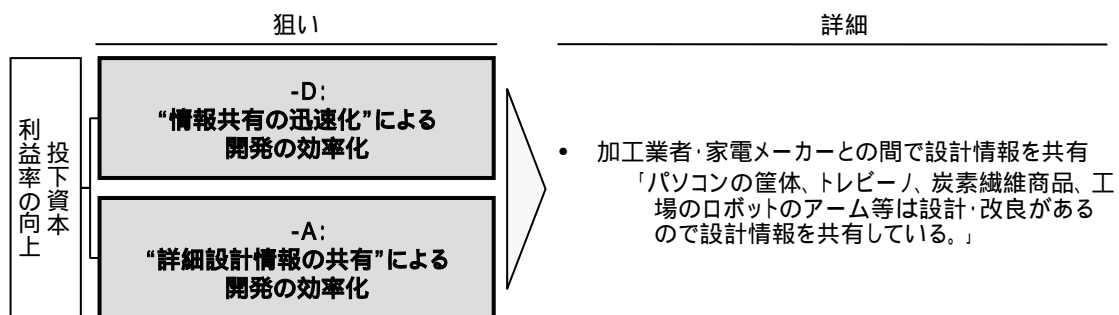 狙い
詳細
投下資本
利益率の向上
-D:
“情報共有の迅速化”による
開発の効率化
-A:
“詳細設計情報の共有”による
開発の効率化
• 加工業者・家電メーカーとの間で設計情報を共有
「パソコンの筐体、トレビーノ、炭素繊維商品、工
場のロボットのアーム等は設計・改良がある
ので設計情報を共有している。」